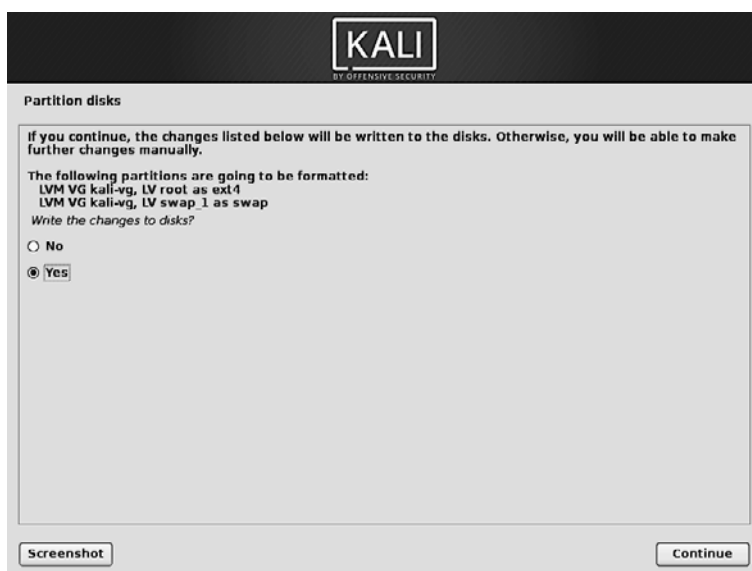 KALI
BY OFFENSIVE SECURITY
Partition disks
If you continue, the changes listed below will be written to the disks. Otherwise, you will be able to make
further changes manually.
The following partitions are going to be formatted:
LVM VG kali-vg, LV root as ext4
LVM VG kali-vg, LV swap_1 as swap
Write the changes to disks?
No
Yes
Screenshot
Continue